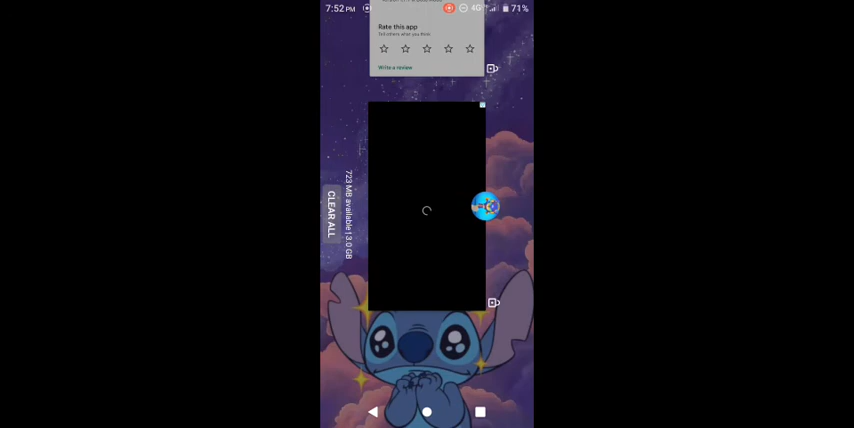 7:52 PM
4G
71%
Rate this app
Tell others what you think
Write a review
CLEAR ALL
723 MB available | 3.0 GB